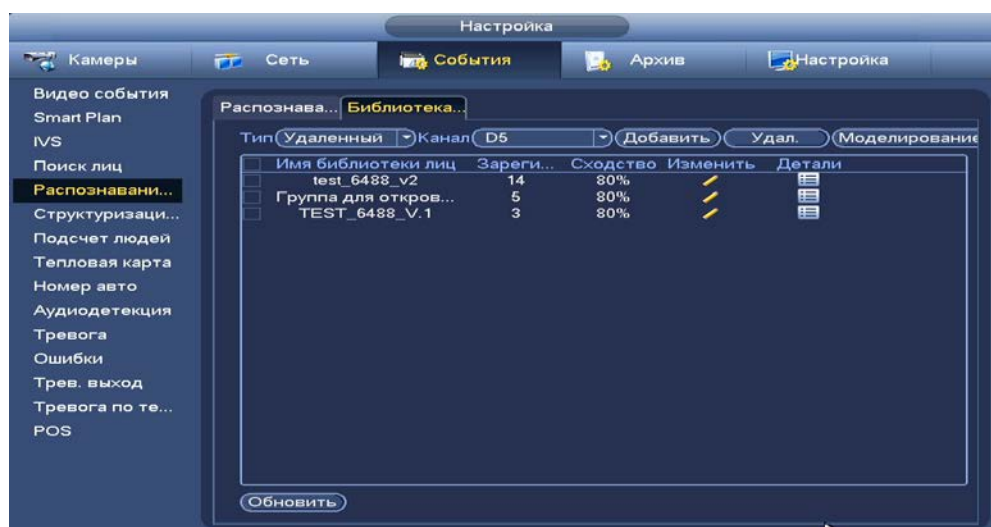 Настройка
Камеры Сеть События Архив Настройка
Видео события
Smart Plan
IVS
Поиск лиц
Распознавани...
Структуризаци...
Подсчет людей
Тепловая карта
Номер авто
Аудиодетекция
Тревога
Ошибки
Трев. выход
Тревога по те...
POS
Распознава... Библиотека...
Тип Удаленный Канал D5 Добавить Удал. Моделирование
Имя библиотеки лиц Зареги... Сходство Изменить Детали
test_6488_v2 14 80%
Группа для откров... 5 80%
TEST_6488_V.1 3 80%
Обновить